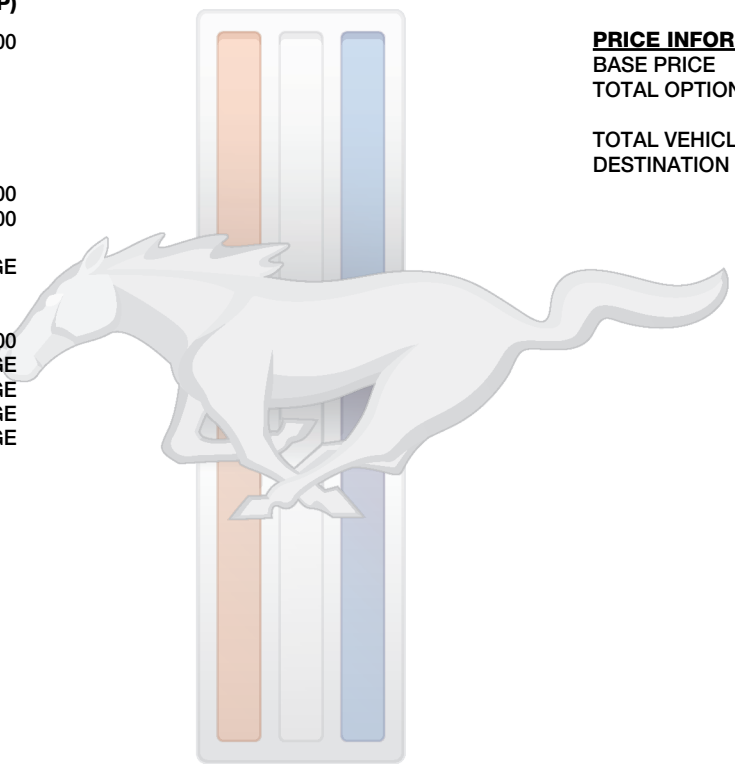 P)
00
00
00
GE
00
GE
GE
GE
GE
PRICE INFOR
BASE PRICE
TOTAL OPTION
TOTAL VEHICL
DESTINATION